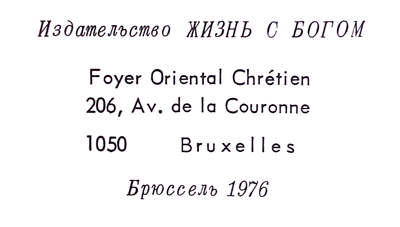 Издательство ЖИЗНЬ С БОГОМ
Foyer Oriental Chrétien
206, Av. de la Couronne
1050 Bruxelles
Брюссель 1976